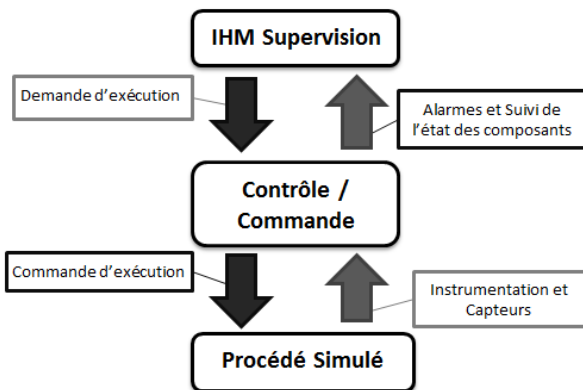 IHM Supervision
Demande d’exécution
Alarmes et Suivi de
l’état des composants
Contrôle /
Commande
Commande d’exécution
Instrumentation et
Capteurs
Procédé Simulé